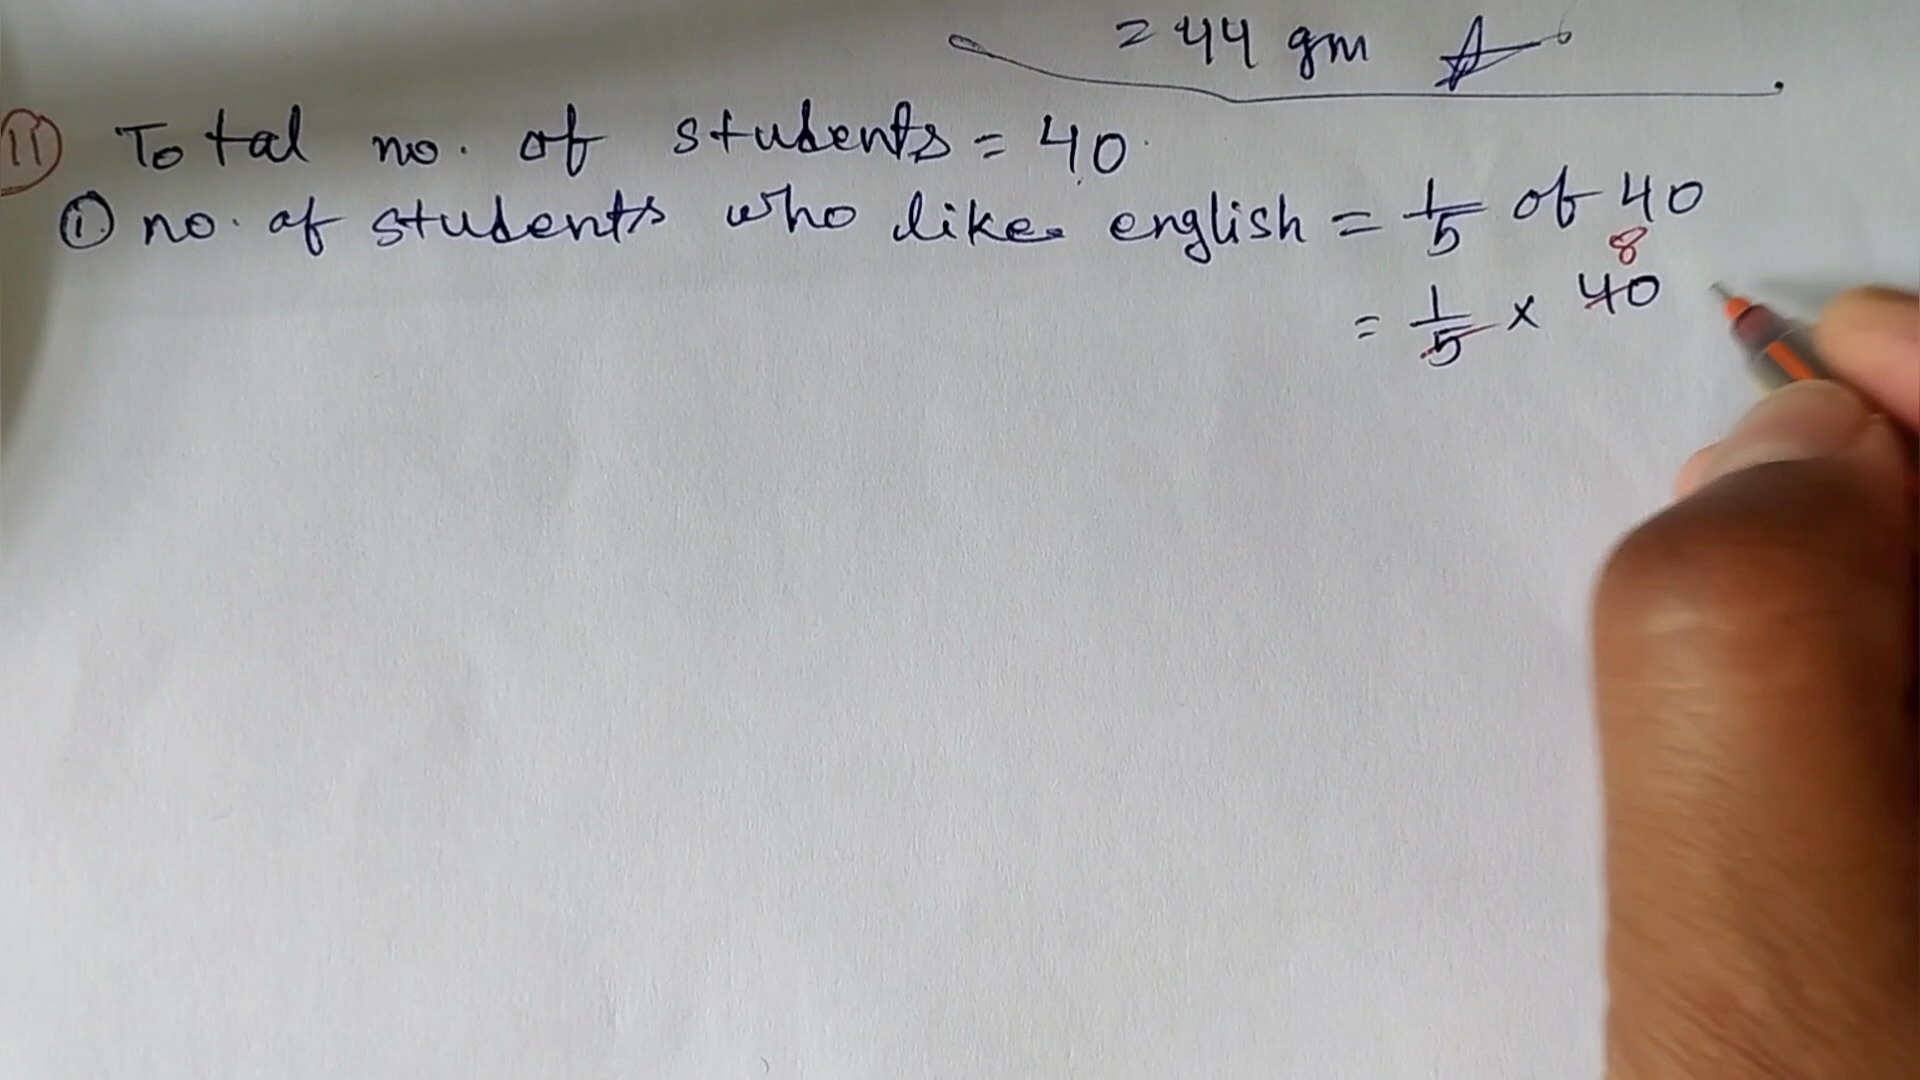 = 44 gm
11 Total no. of students = 40.
i. no. of students who like english = 1/5 of 40
8
= 1/5 × 40